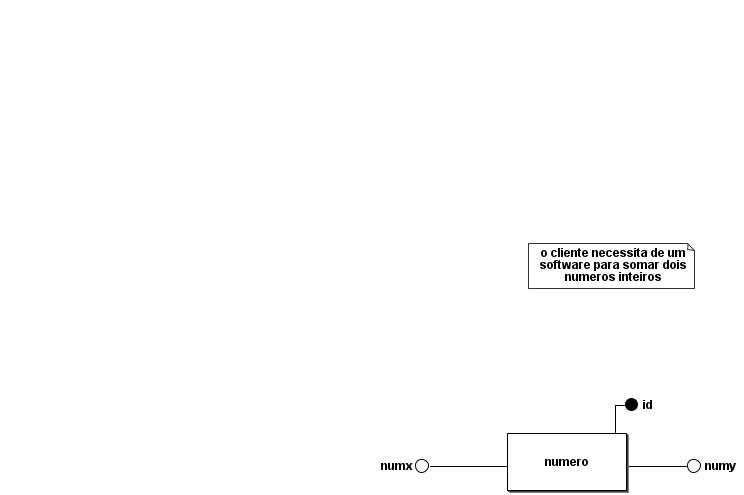 o cliente necessita de um
software para somar dois
numeros inteiros
id
numx
numero
numy